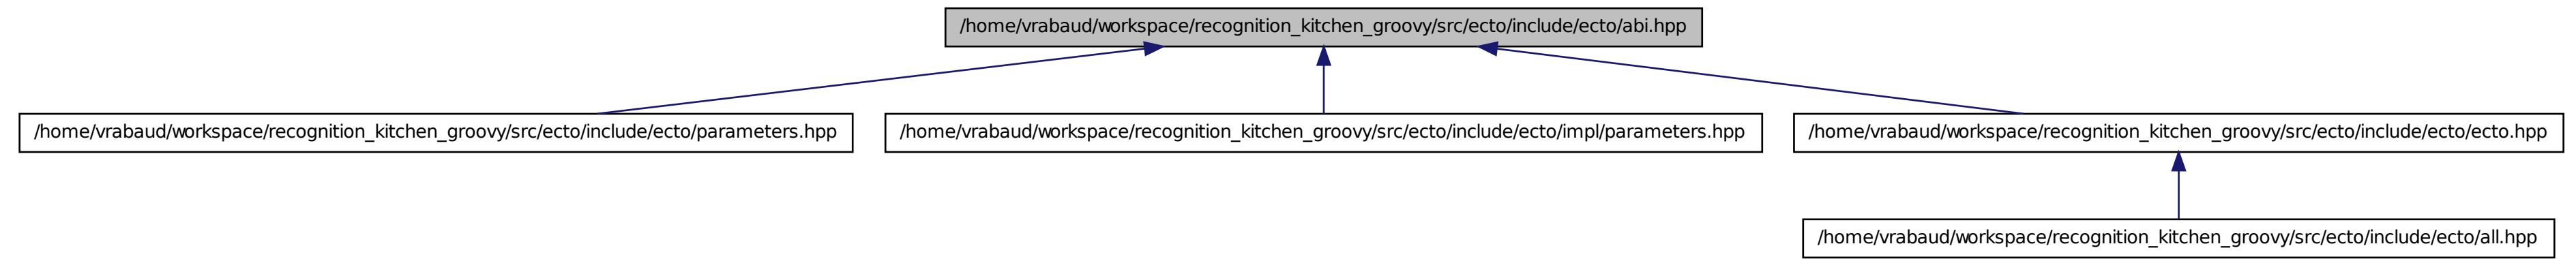 /home/vrabaud/workspace/recognition_kitchen_groovy/src/ecto/include/ecto/abi.hpp
/home/vrabaud/workspace/recognition_kitchen_groovy/src/ecto/include/ecto/parameters.hpp
/home/vrabaud/workspace/recognition_kitchen_groovy/src/ecto/include/ecto/impl/parameters.hpp
/home/vrabaud/workspace/recognition_kitchen_groovy/src/ecto/include/ecto/ecto.hpp
/home/vrabaud/workspace/recognition_kitchen_groovy/src/ecto/include/ecto/all.hpp